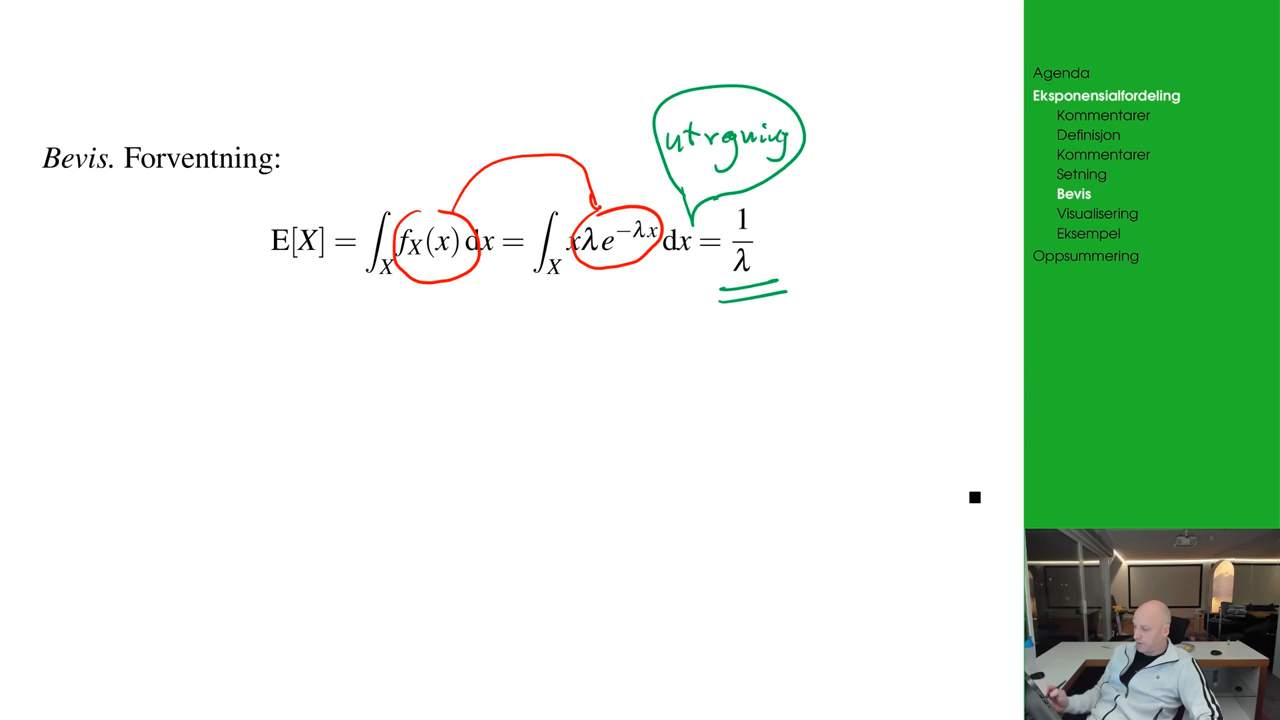 Bevis. Forventning:
utregning
E[X] = ∫_X f_X(x) dx = ∫_X xλe^{−λx} dx = 1/λ
Agenda
Eksponensialfordeling
Kommentarer
Definisjon
Kommentarer
Setning
Bevis
Visualisering
Eksempel
Oppsummering